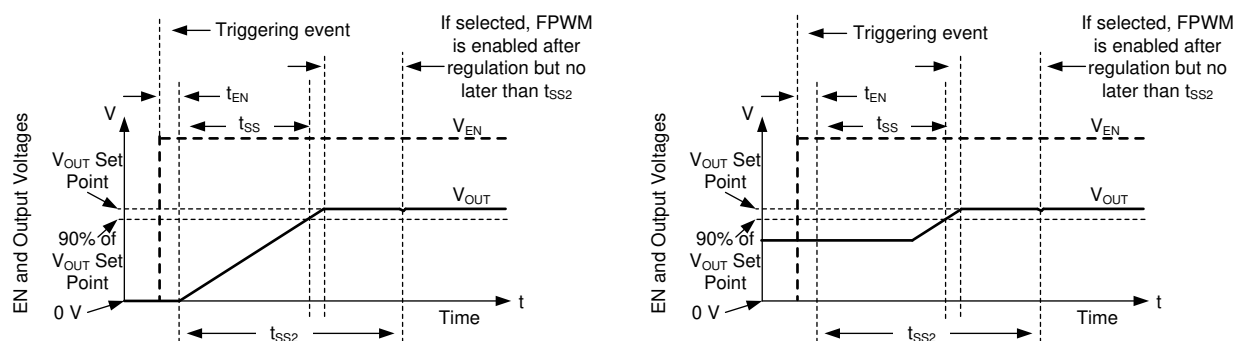 Triggering event
If selected, FPWM
is enabled after
regulation but no
later than tSS2
tEN
V
tSS
VEN
VOUT Set
Point
VOUT
90% of
VOUT Set
Point
0 V
t
Time
tSS2
EN and Output Voltages
Triggering event
If selected, FPWM
is enabled after
regulation but no
later than tSS2
tEN
V
tSS
VEN
VOUT Set
Point
VOUT
90% of
VOUT Set
Point
0 V
t
Time
tSS2
EN and Output Voltages